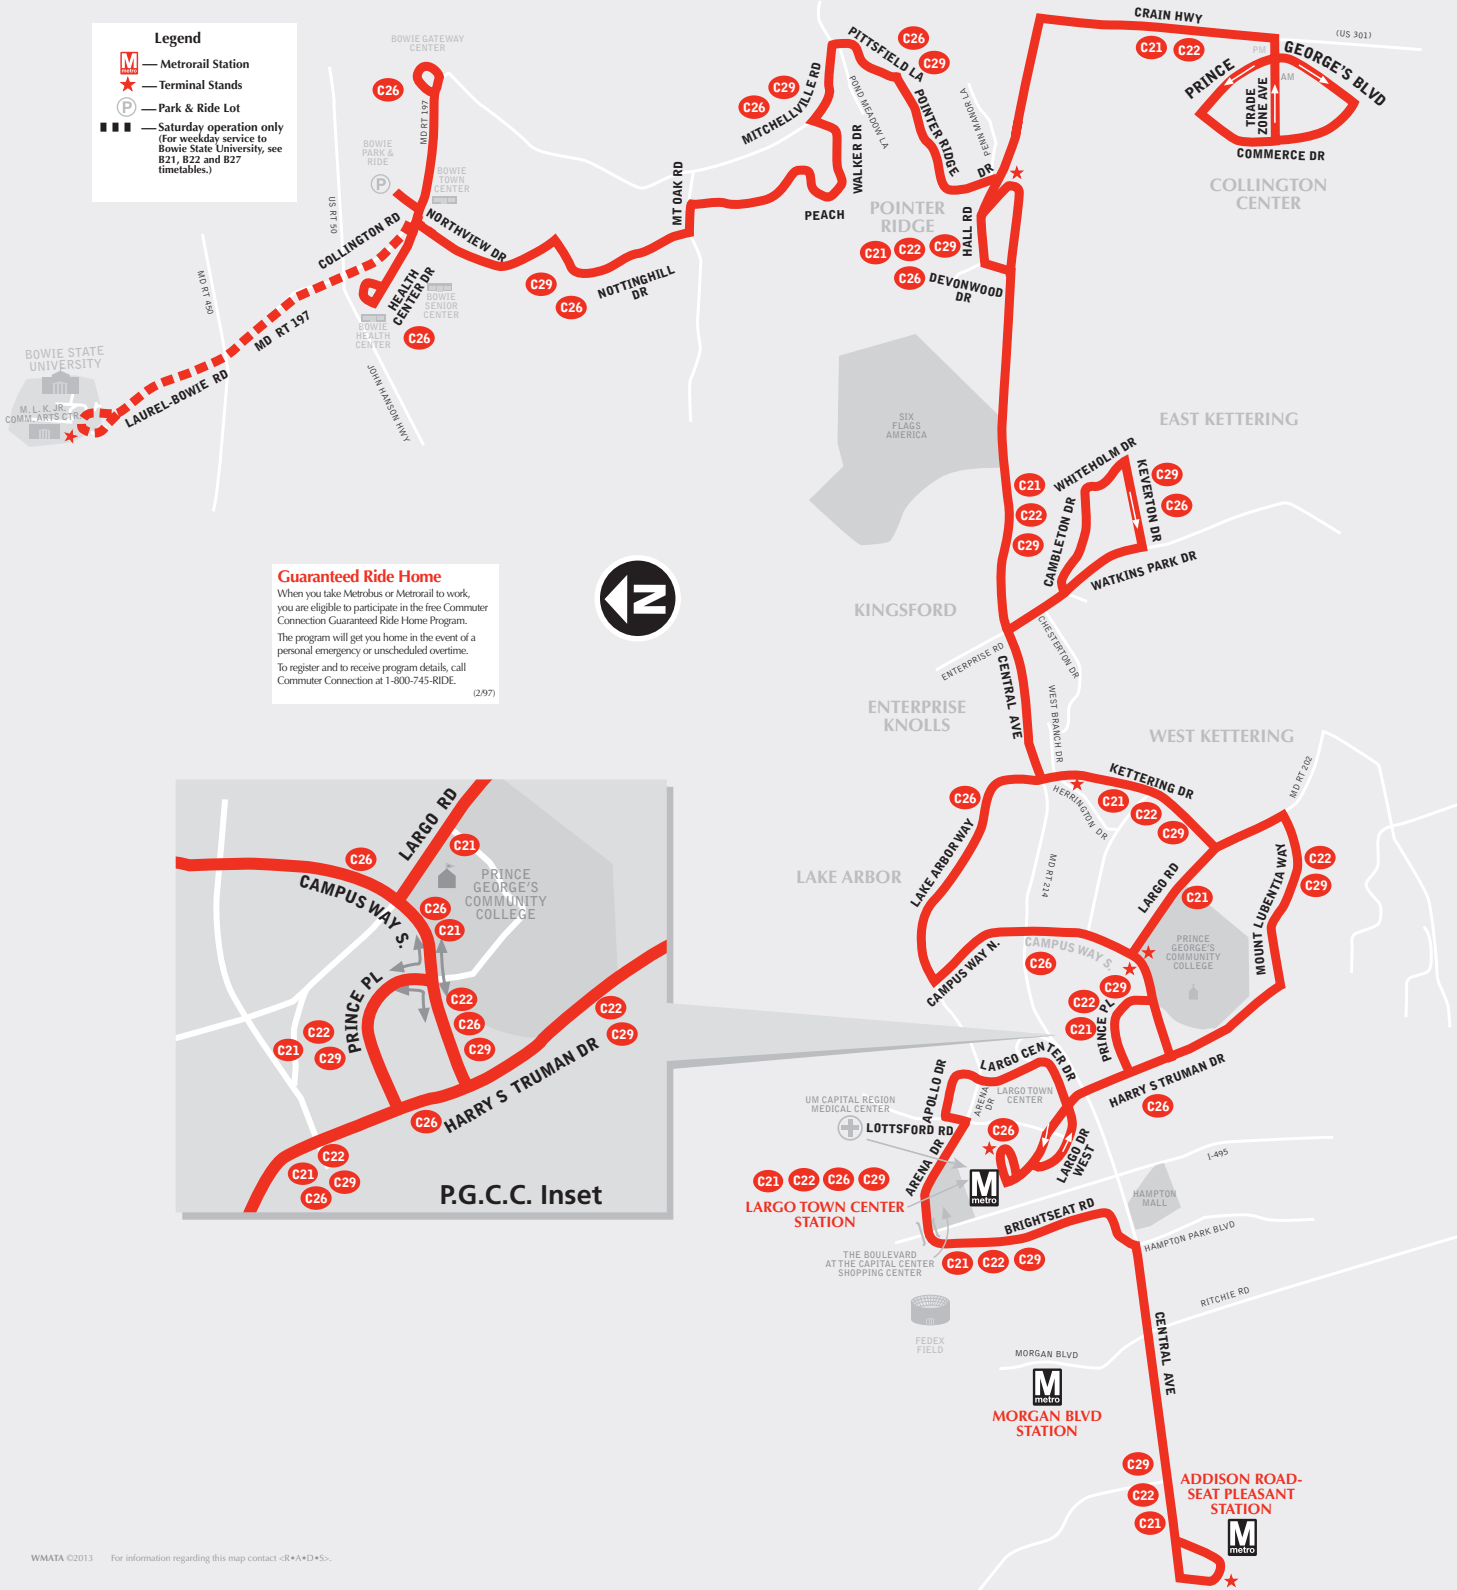 Legend
M
metro
— Metrorail Station
— Terminal Stands
P
— Park & Ride Lot
— Saturday operation only
(For weekday service to
Bowie State University, see
B21, B22 and B27
timetables.)
BOWIE GATEWAY
CENTER
C26
MD RT 197
BOWIE
PARK &
RIDE
P
BOWIE
TOWN
CENTER
US RT 50
COLLINGTON RD
NORTHVIEW DR
MD RT 450
HEALTH
CENTER DR
BOWIE
SENIOR
CENTER
BOWIE
HEALTH
CENTER
C26
MD RT 197
JOHN HANSON HWY
BOWIE STATE
UNIVERSITY
M. L. K. JR.
COMM. ARTS CTR.
LAUREL-BOWIE RD
C29
C26
NOTTINGHILL
DR
MT OAK RD
PEACH
WALKER DR
C29
C26
MITCHELLVILLE RD
PITTSFIELD LA
C26
C29
POND MEADOW LA
POINTER RIDGE
DR
PENN MANOR LA
POINTER
RIDGE
C21
C22
C29
C26
HALL RD
DEVONWOOD
DR
CRAIN HWY
C21
C22
(US 301)
PM
AM
PRINCE
GEORGE'S BLVD
TRADE
ZONE AVE
COMMERCE DR
COLLINGTON
CENTER
SIX
FLAGS
AMERICA
EAST KETTERING
WHITEHOLM DR
KEVERTON DR
C29
C26
CAMBLETON DR
WATKINS PARK DR
C21
C22
C29
KINGSFORD
ENTERPRISE RD
CHESTERTON DR
CENTRAL AVE
WEST BRANCH DR
ENTERPRISE
KNOLLS
WEST KETTERING
Guaranteed Ride Home
When you take Metrobus or Metrorail to work,
you are eligible to participate in the free Commuter
Connection Guaranteed Ride Home Program.
The program will get you home in the event of a
personal emergency or unscheduled overtime.
To register and to receive program details, call
Commuter Connection at 1-800-745-RIDE.
(2/97)
N
KETTERING DR
HERRINGTON DR
C21
C22
C29
MD RT 202
C26
LAKE ARBOR WAY
LAKE ARBOR
MD RT 214
LARGO RD
C21
C22
C29
MOUNT LUBENTIA WAY
PRINCE
GEORGE'S
COMMUNITY
COLLEGE
CAMPUS WAY N.
CAMPUS WAY S.
C26
C29
C22
C21
PRINCE PL
HARRY S TRUMAN DR
C26
LARGO CENTER DR
APOLLO DR
ARENA
DR
LARGO TOWN
CENTER
UM CAPITAL REGION
MEDICAL CENTER
LOTTSFORD RD
C26
ARENA DR
LARGO DR
WEST
I-495
C21
C22
C26
C29
LARGO TOWN CENTER
STATION
M
metro
HAMPTON
MALL
BRIGHTSEAT RD
HAMPTON PARK BLVD
THE BOULEVARD
AT THE CAPITAL CENTER
SHOPPING CENTER
C21
C22
C29
RITCHIE RD
FEDEX
FIELD
MORGAN BLVD
M
metro
MORGAN BLVD
STATION
CENTRAL AVE
C29
C22
C21
ADDISON ROAD-
SEAT PLEASANT
STATION
M
metro
LARGO RD
C26
C21
CAMPUS WAY S.
PRINCE
GEORGE'S
COMMUNITY
COLLEGE
C26
C21
PRINCE PL
C22
C26
C29
C22
C21
C29
C22
C29
HARRY S TRUMAN DR
C26
C22
C21
C29
C26
P.G.C.C. Inset
WMATA ©2013 For information regarding this map contact <R•A•D•S>.